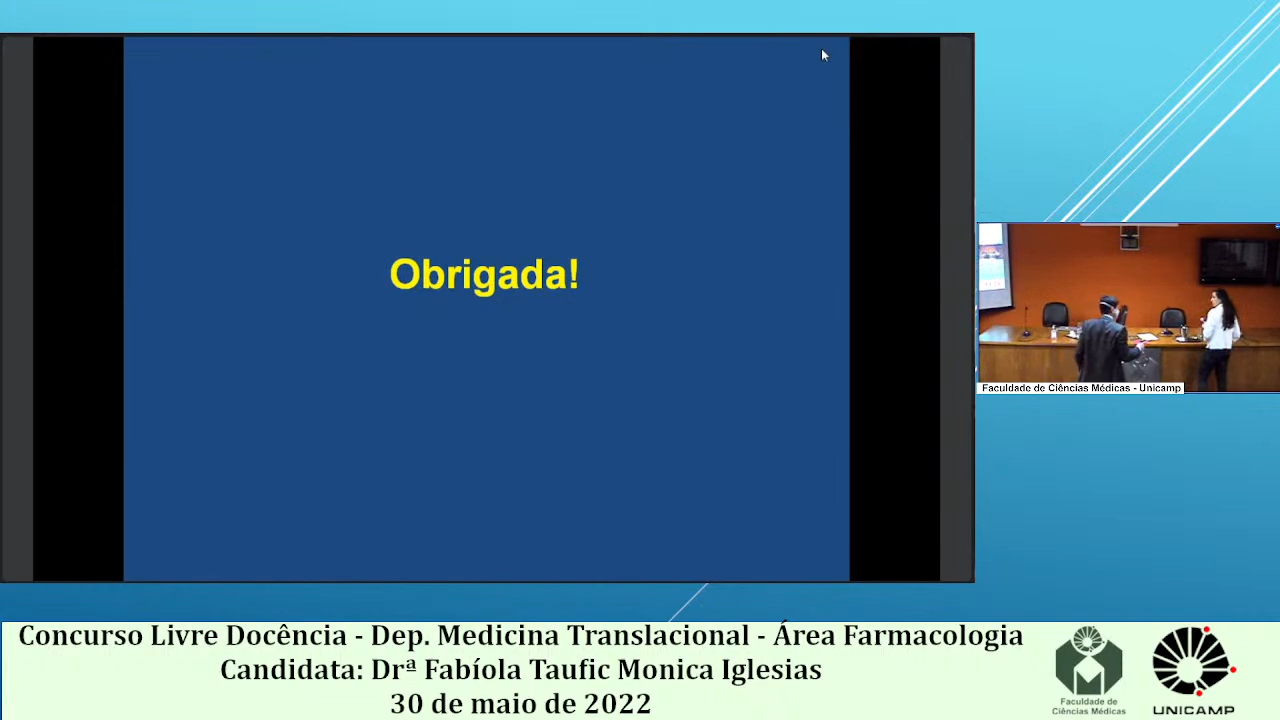 Obrigada!
Faculdade de Ciências Médicas - Unicamp
Concurso Livre Docência - Dep. Medicina Translacional - Área Farmacologia
Candidata: Drª Fabíola Taufic Monica Iglesias
30 de maio de 2022
Faculdade de
Ciências Médicas
UNICAMP